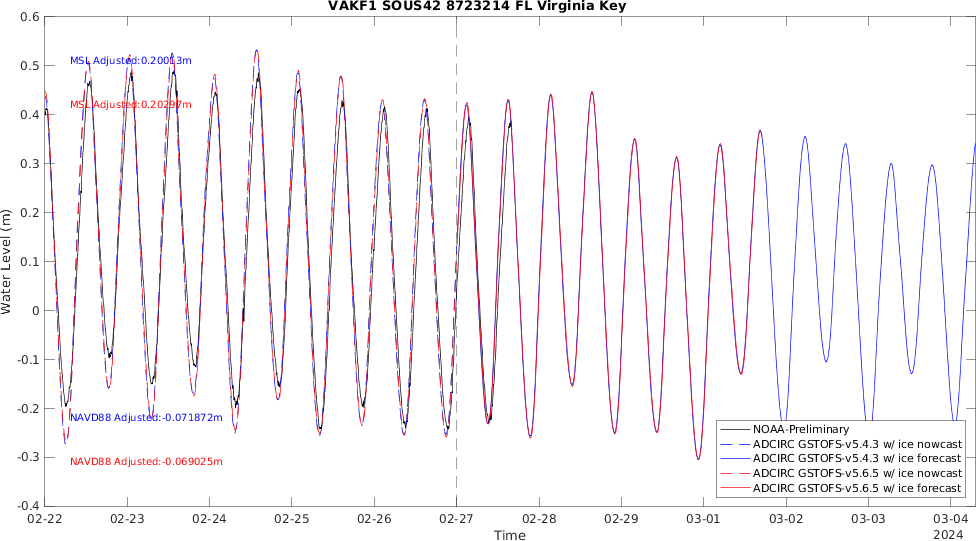 VAKF1 SOUS42 8723214 FL Virginia Key
0.6
0.5
0.4
0.3
0.2
0.1
0
-0.1
-0.2
-0.3
-0.4
Water Level (m)
MSL Adjusted:0.20013m
MSL Adjusted:0.20297m
NAVD88 Adjusted:-0.071872m
NAVD88 Adjusted:-0.069025m
NOAA-Preliminary
ADCIRC GSTOFS-v5.4.3 w/ ice nowcast
ADCIRC GSTOFS-v5.4.3 w/ ice forecast
ADCIRC GSTOFS-v5.6.5 w/ ice nowcast
ADCIRC GSTOFS-v5.6.5 w/ ice forecast
02-22 02-23 02-24 02-25 02-26 02-27 02-28 02-29 03-01 03-02 03-03 03-04
Time
2024